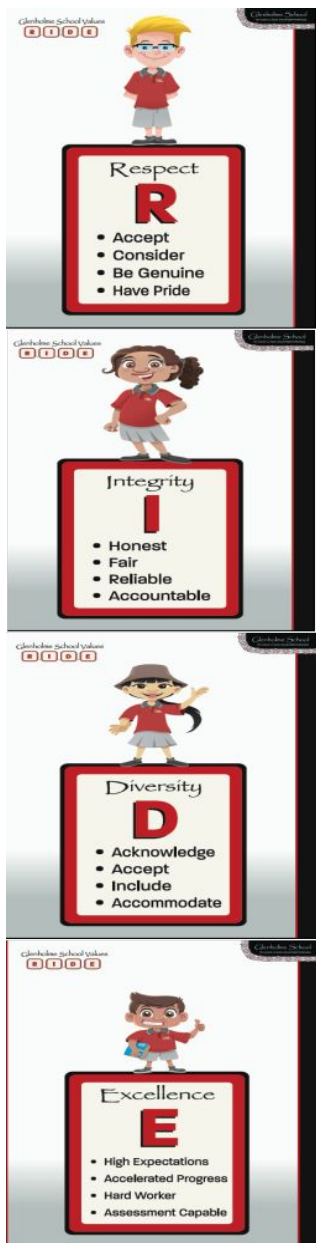 Glenholme School Values
R I D E
Glenholme School
Respect
R
• Accept
• Consider
• Be Genuine
• Have Pride
Glenholme School Values
R I D E
Glenholme School
Integrity
I
• Honest
• Fair
• Reliable
• Accountable
Glenholme School Values
R I D E
Glenholme School
Diversity
D
• Acknowledge
• Accept
• Include
• Accommodate
Glenholme School Values
R I D E
Glenholme School
Excellence
E
• High Expectations
• Accelerated Progress
• Hard Worker
• Assessment Capable